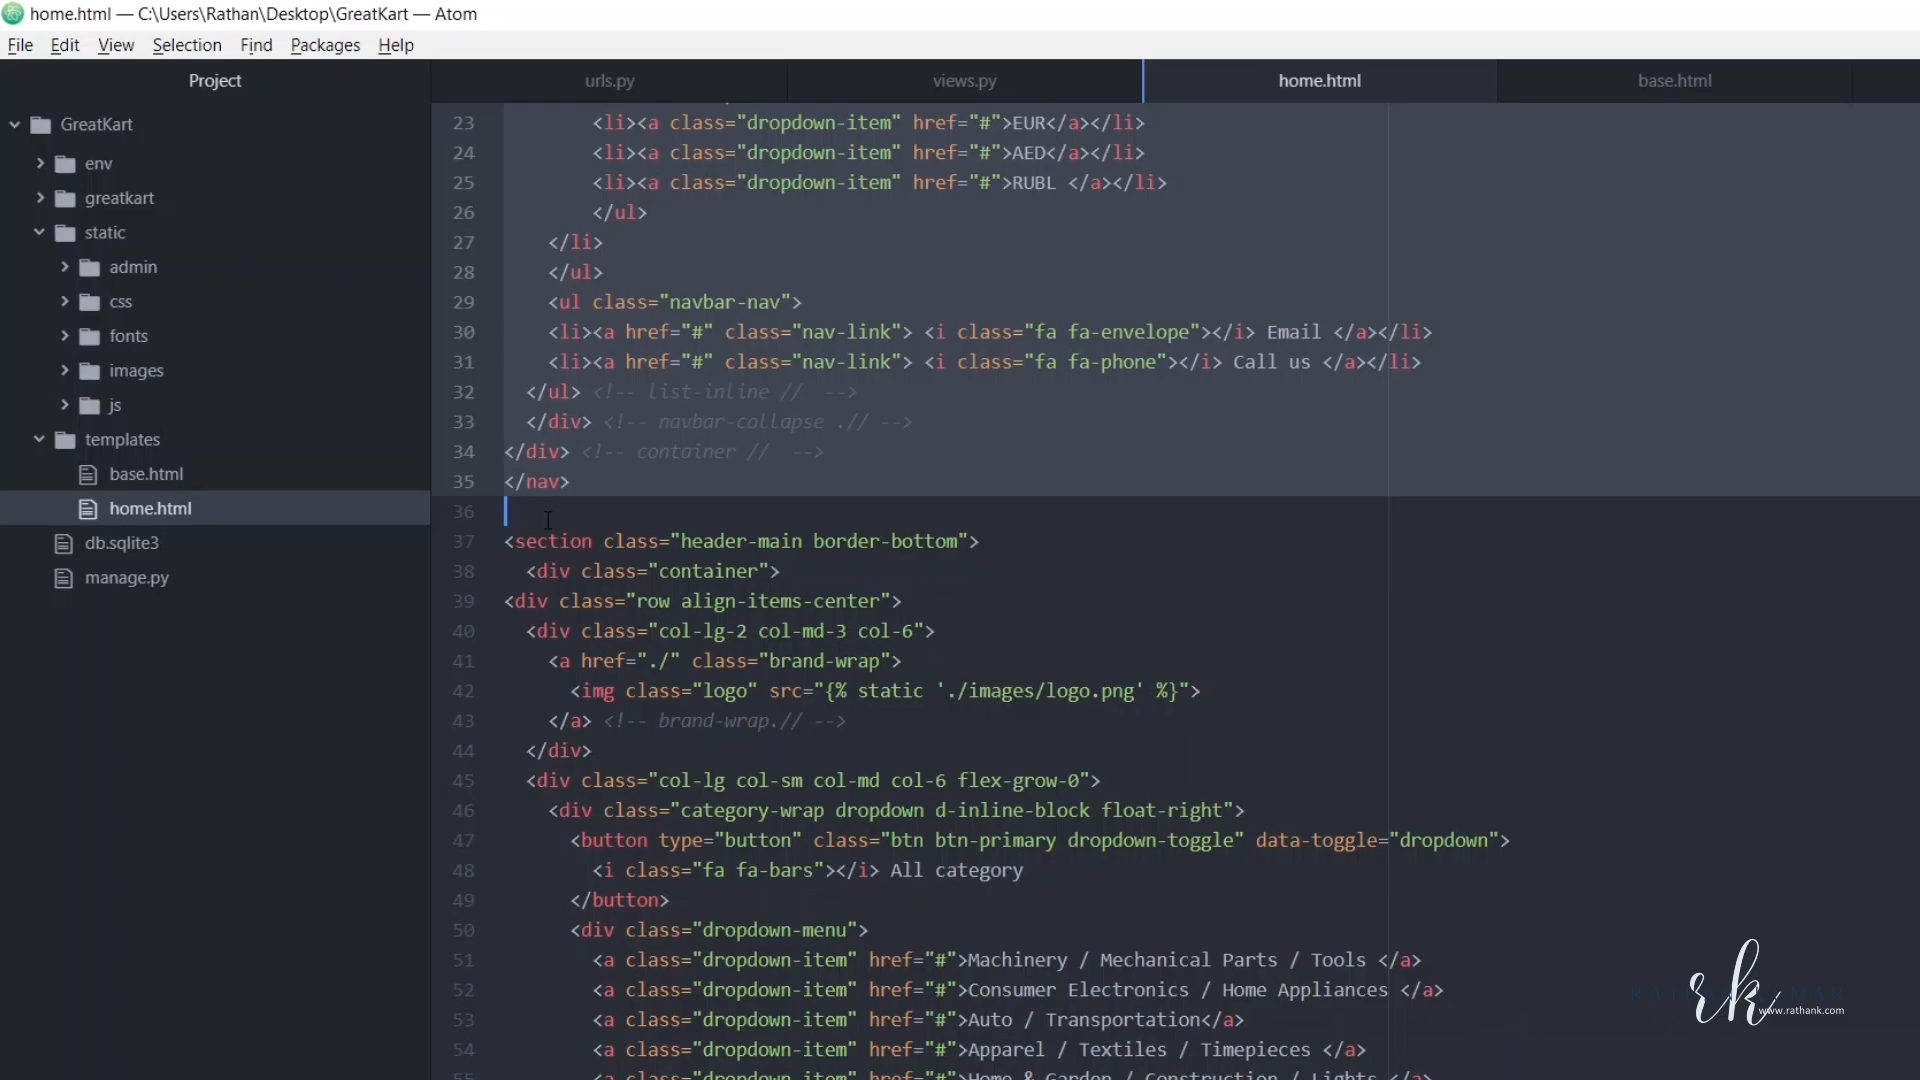 home.html — C:\Users\Rathan\Desktop\GreatKart — Atom
File Edit View Selection Find Packages Help
Project
GreatKart
env
greatkart
static
admin
css
fonts
images
js
templates
base.html
home.html
db.sqlite3
manage.py
urls.py views.py home.html base.html
23 <li><a class="dropdown-item" href="#">EUR</a></li>
24 <li><a class="dropdown-item" href="#">AED</a></li>
25 <li><a class="dropdown-item" href="#">RUBL </a></li>
26 </ul>
27 </li>
28 </ul>
29 <ul class="navbar-nav">
30 <li><a href="#" class="nav-link"> <i class="fa fa-envelope"></i> Email </a></li>
31 <li><a href="#" class="nav-link"> <i class="fa fa-phone"></i> Call us </a></li>
32 </ul> <!-- list-inline //  -->
33 </div> <!-- navbar-collapse .// -->
34 </div> <!-- container //  -->
35 </nav>
36
37 <section class="header-main border-bottom">
38 <div class="container">
39 <div class="row align-items-center">
40 <div class="col-lg-2 col-md-3 col-6">
41 <a href="./" class="brand-wrap">
42 <img class="logo" src="{% static './images/logo.png' %}">
43 </a> <!-- brand-wrap.// -->
44 </div>
45 <div class="col-lg col-sm col-md col-6 flex-grow-0">
46 <div class="category-wrap dropdown d-inline-block float-right">
47 <button type="button" class="btn btn-primary dropdown-toggle" data-toggle="dropdown">
48 <i class="fa fa-bars"></i> All category
49 </button>
50 <div class="dropdown-menu">
51 <a class="dropdown-item" href="#">Machinery / Mechanical Parts / Tools </a>
52 <a class="dropdown-item" href="#">Consumer Electronics / Home Appliances </a>
53 <a class="dropdown-item" href="#">Auto / Transportation</a>
54 <a class="dropdown-item" href="#">Apparel / Textiles / Timepieces </a>
55 <a class="dropdown-item" href="#">Home & Garden / Construction / Lights </a>
rk
www.rathank.com